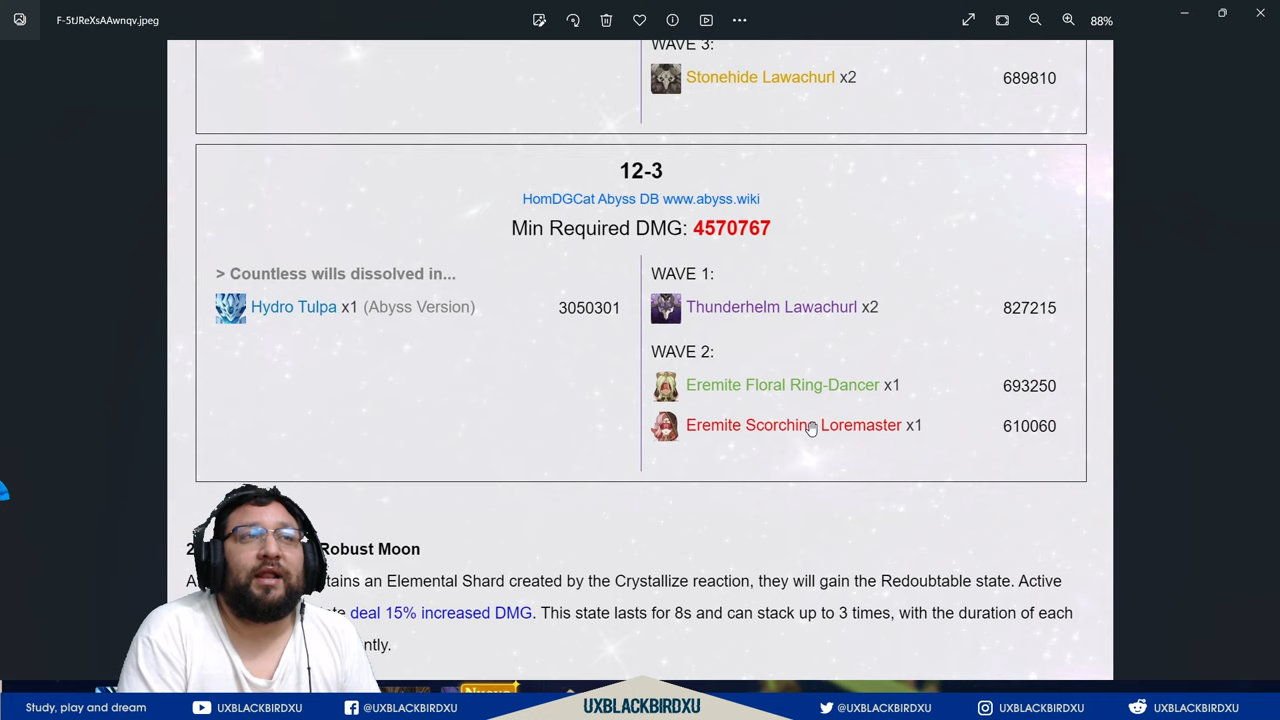 F-5tJReXsAAwnqv.jpeg
88%
WAVE 3:
Stonehide Lawachurl x2 689810
12-3
HomDGCat Abyss DB www.abyss.wiki
Min Required DMG: 4570767
> Countless wills dissolved in...
Hydro Tulpa x1 (Abyss Version) 3050301
WAVE 1:
Thunderhelm Lawachurl x2 827215
WAVE 2:
Eremite Floral Ring-Dancer x1 693250
Eremite Scorching Loremaster x1 610060
2 Robust Moon
tains an Elemental Shard created by the Crystallize reaction, they will gain the Redoubtable state. Active
deal 15% increased DMG. This state lasts for 8s and can stack up to 3 times, with the duration of each
ntly.
Study, play and dream UXBLACKBIRDXU @UXBLACKBIRDXU UXBLACKBIRDXU @UXBLACKBIRDXU UXBLACKBIRDXU UXBLACKBIRDXU